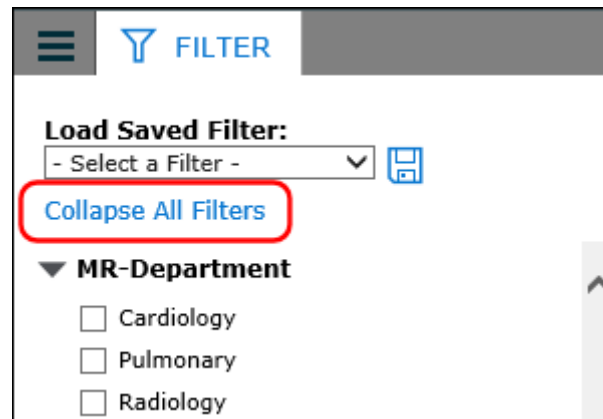 FILTER
Load Saved Filter:
- Select a Filter -
Collapse All Filters
MR-Department
Cardiology
Pulmonary
Radiology